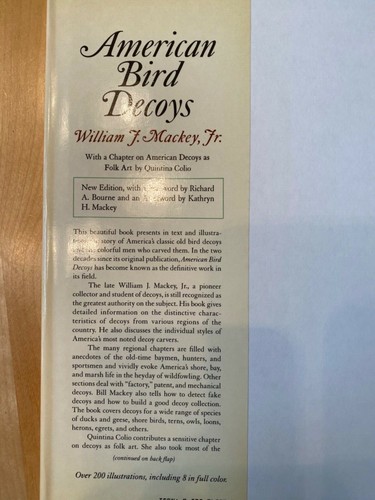 American
Bird
Decoys
William J. Mackey, Jr.
With a Chapter on American Decoys as
Folk Art by Quintina Colio
New Edition, with a Foreword by Richard
A. Bourne and an Afterword by Kathryn
H. Mackey
This beautiful book presents in text and illustra-
story of America's classic old bird decoys
colorful men who carved them. In the two
decades since its original publication, American Bird
Decoys has become known as the definitive work in
its field.
The late William J. Mackey, Jr., a pioneer
collector and student of decoys, is still recognized as
the greatest authority on the subject. His book gives
detailed information on the distinctive charac-
teristics of decoys from various regions of the
country. He also discusses the individual styles of
America's most noted decoy carvers.
The many regional chapters are filled with
anecdotes of the old-time baymen, hunters, and
sportsmen and vividly evoke America's shore, bay,
and marsh life in the heyday of wildfowling. Other
sections deal with "factory," patent, and mechanical
decoys. Bill Mackey also tells how to detect fake
decoys and how to build a good decoy collection.
The book covers decoys for a wide range of species
of ducks and geese, shore birds, terns, owls, loons,
herons, egrets, and others.
Quintina Colio contributes a sensitive chapter
on decoys as folk art. She also took most of the
(continued on back flap)
Over 200 illustrations, including 8 in full color